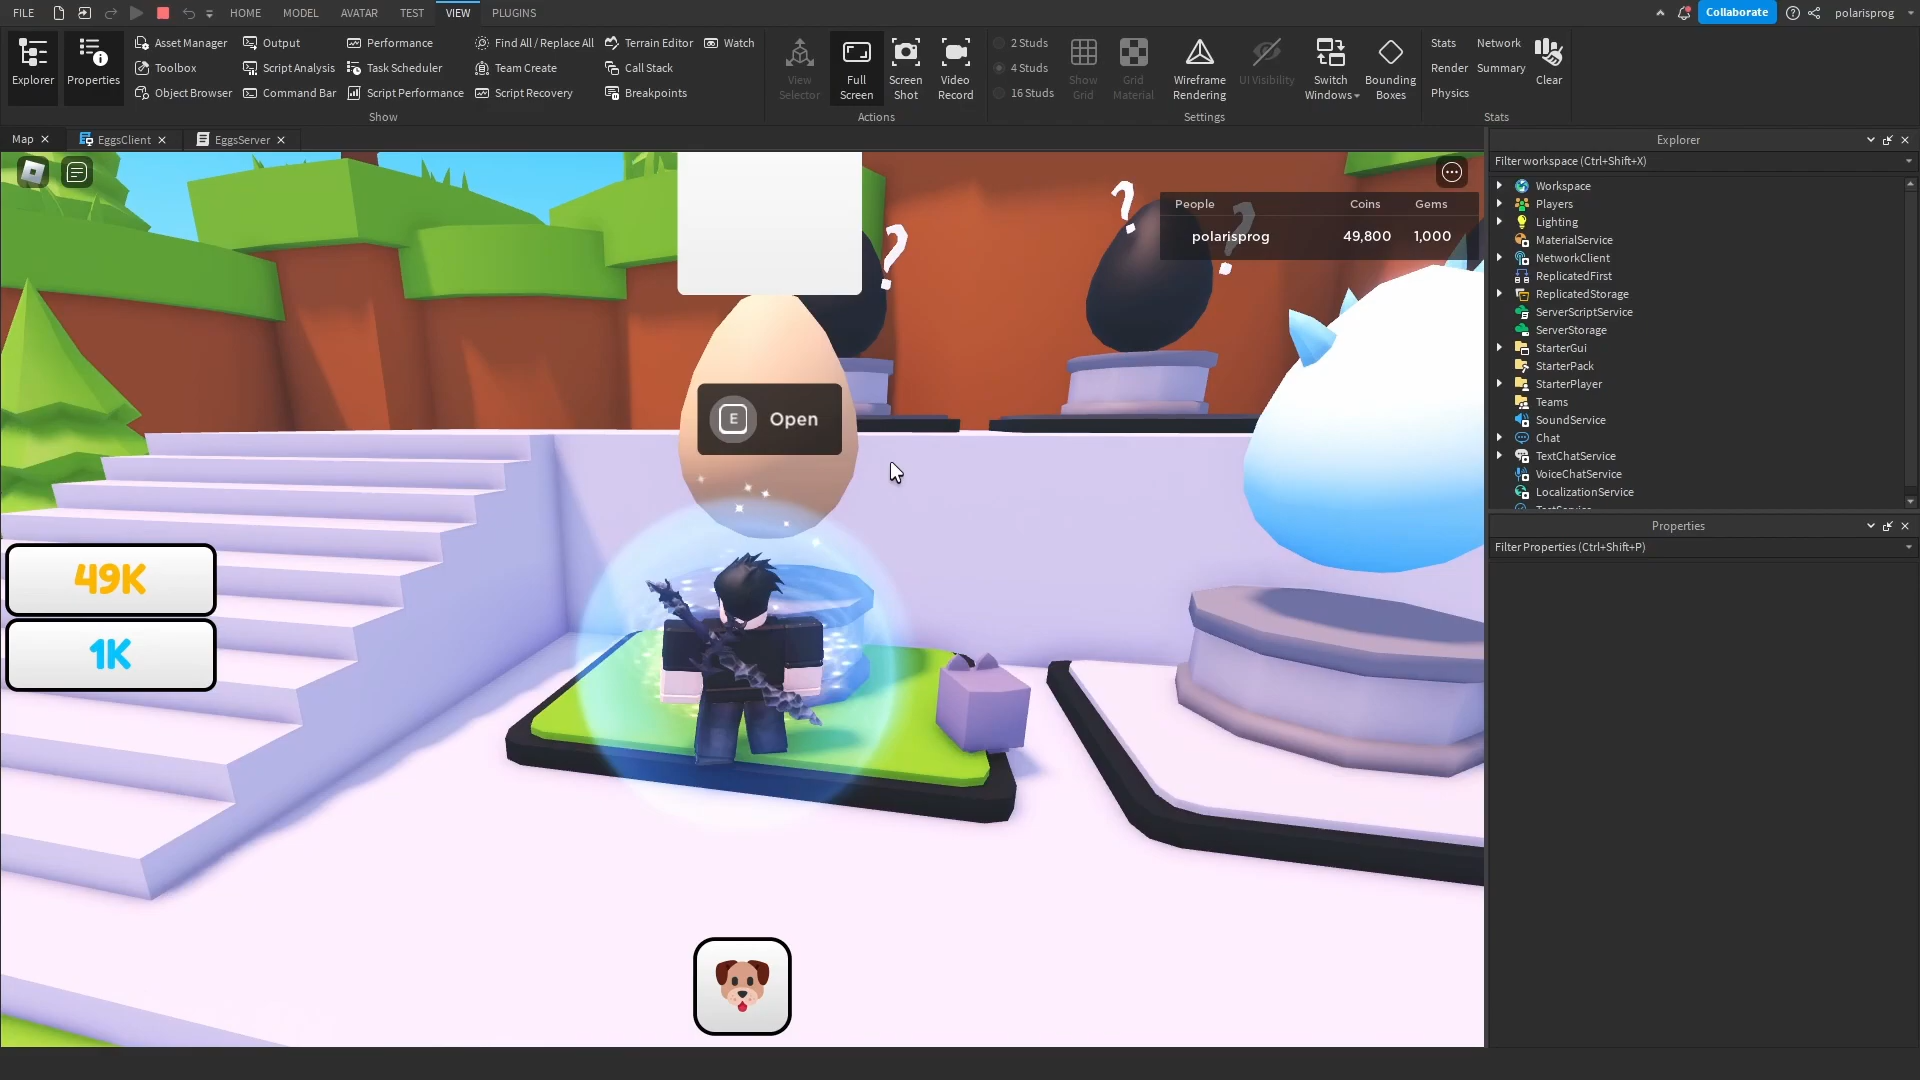 FILE HOME MODEL AVATAR TEST VIEW PLUGINS Collaborate polarisprog
Explorer
Properties
Asset Manager
Toolbox
Object Browser
Output
Script Analysis
Command Bar
Performance
Task Scheduler
Script Performance
Find All / Replace All
Team Create
Script Recovery
Terrain Editor
Call Stack
Breakpoints
Watch
Show
View
Selector
Full
Screen
Screen
Shot
Video
Record
Actions
2 Studs
4 Studs
16 Studs
Show
Grid
Grid
Material
Wireframe
Rendering
UI Visibility
Switch
Windows
Bounding
Boxes
Settings
Stats
Render
Physics
Network
Summary
Clear
Stats
Map EggsClient EggsServer
People Coins Gems
polarisprog 49,800 1,000
?
?
?
E Open
49K
1K
Explorer
Filter workspace (Ctrl+Shift+X)
Workspace
Players
Lighting
MaterialService
NetworkClient
ReplicatedFirst
ReplicatedStorage
ServerScriptService
ServerStorage
StarterGui
StarterPack
StarterPlayer
Teams
SoundService
Chat
TextChatService
VoiceChatService
LocalizationService
TestService
Properties
Filter Properties (Ctrl+Shift+P)